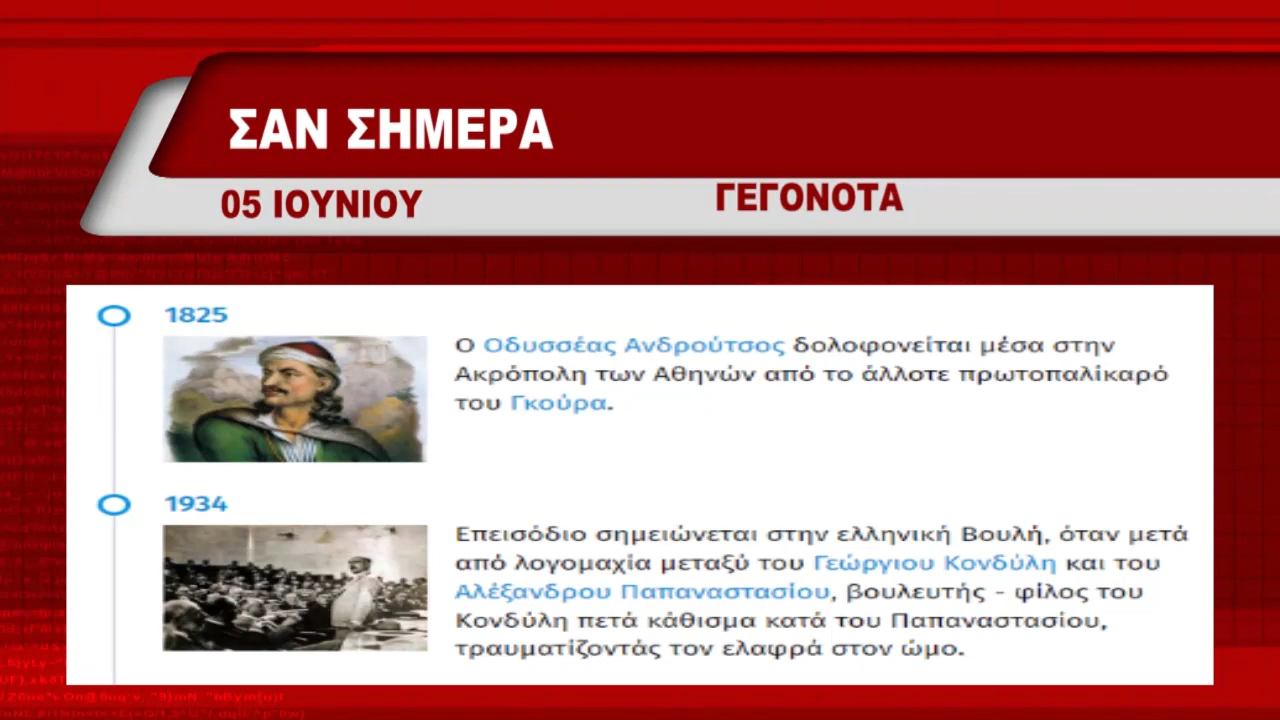 ΣΑΝ ΣΗΜΕΡΑ
05 ΙΟΥΝΙΟΥ
ΓΕΓΟΝΟΤΑ
1825
Ο Οδυσσέας Ανδρούτσος δολοφονείται μέσα στην
Ακρόπολη των Αθηνών από το άλλοτε πρωτοπαλίκαρό
του Γκούρα.
1934
Επεισόδιο σημειώνεται στην ελληνική Βουλή, όταν μετά
από λογομαχία μεταξύ του Γεώργιου Κονδύλη και του
Αλέξανδρου Παπαναστασίου, βουλευτής - φίλος του
Κονδύλη πετά κάθισμα κατά του Παπαναστασίου,
τραυματίζοντάς τον ελαφρά στον ώμο.